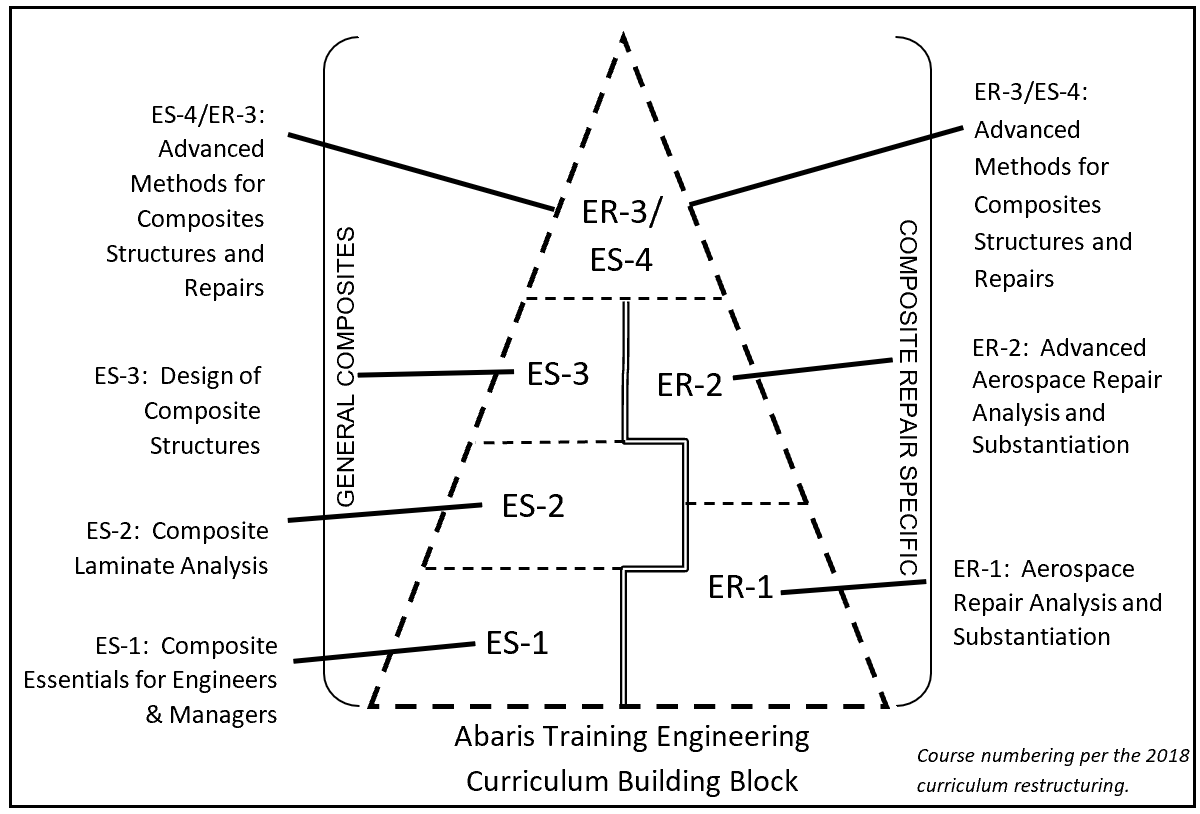 ES-4/ER-3:
Advanced
Methods for
Composites
Structures and
Repairs
ES-3:  Design of
Composite
Structures
ES-2:  Composite
Laminate Analysis
ES-1:  Composite
Essentials for Engineers
& Managers
GENERAL COMPOSITES
ER-3/
ES-4
ES-3
ER-2
ES-2
ER-1
ES-1
COMPOSITE REPAIR SPECIFIC
ER-3/ES-4:
Advanced
Methods for
Composites
Structures and
Repairs
ER-2:  Advanced
Aerospace Repair
Analysis and
Substantiation
ER-1:  Aerospace
Repair Analysis and
Substantiation
Abaris Training Engineering
Curriculum Building Block
Course numbering per the 2018
curriculum restructuring.